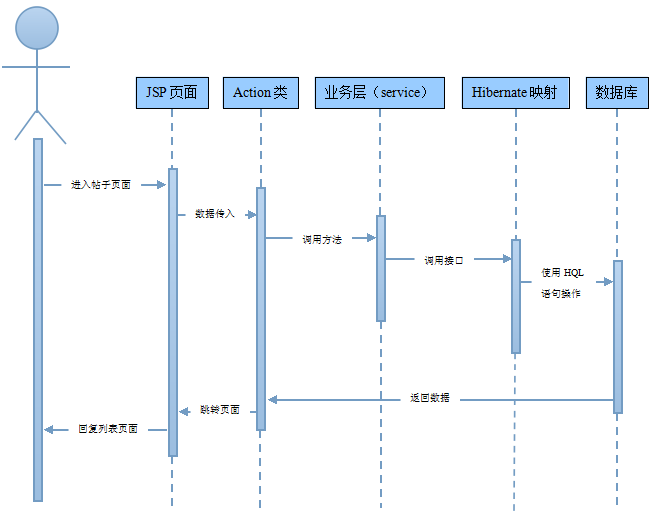 JSP 页面
Action 类
业务层（service）
Hibernate 映射
数据库
进入帖子页面
数据传入
调用方法
调用接口
使用 HQL
语句操作
返回数据
跳转页面
回复列表页面